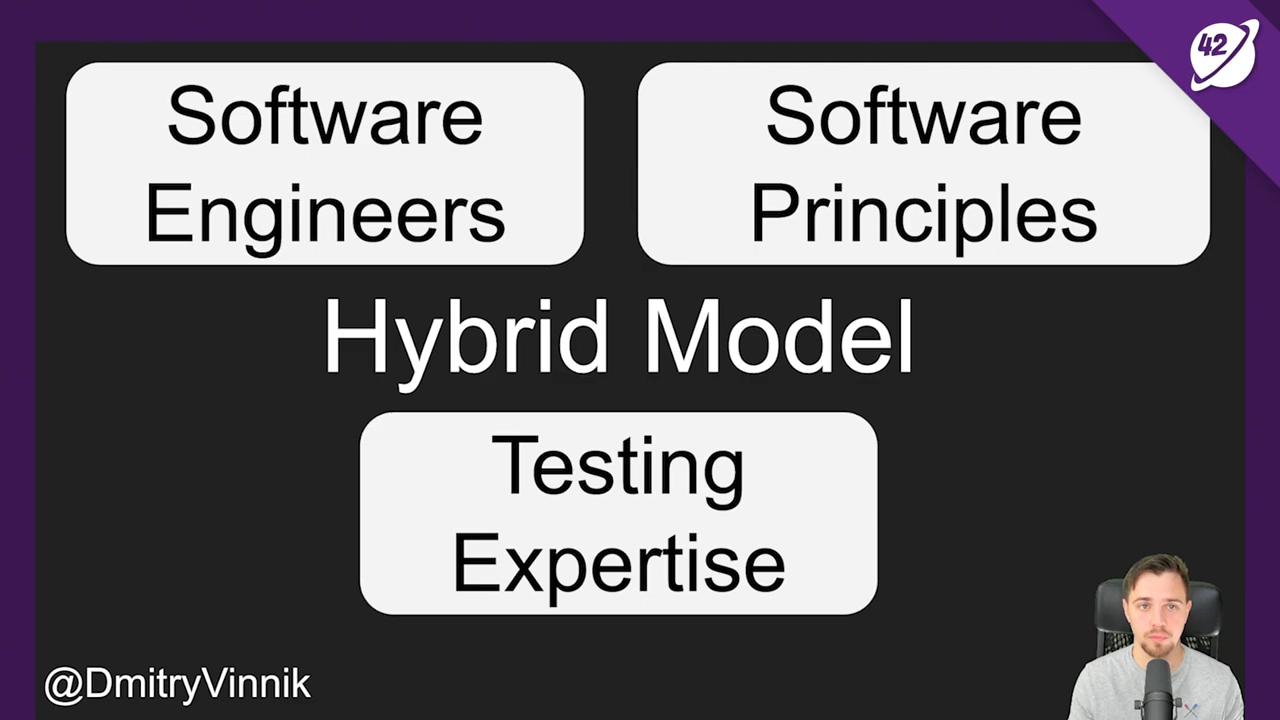 42
Software
Engineers
Software
Principles
Hybrid Model
Testing
Expertise
@DmitryVinnik